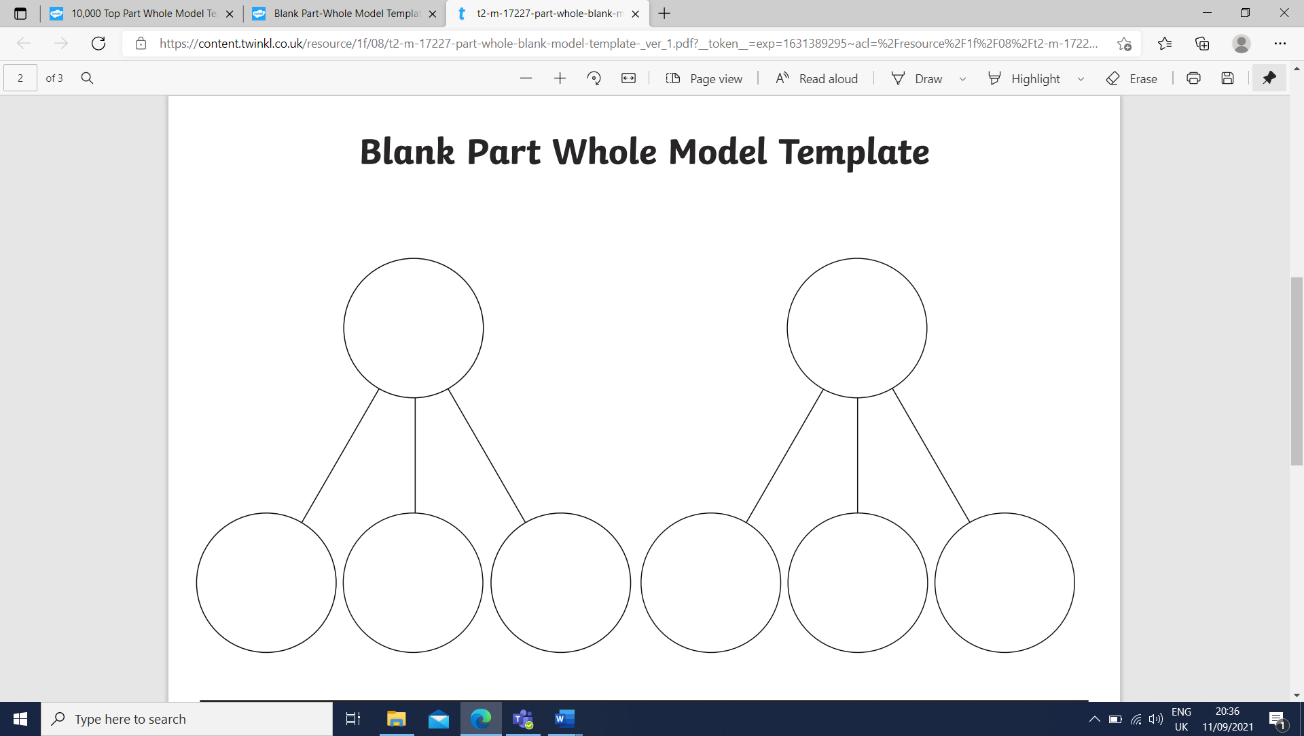 10,000 Top Part Whole Model Te
Blank Part-Whole Model Templat
t2-m-17227-part-whole-blank-m
https://content.twinkl.co.uk/resource/1f/08/t2-m-17227-part-whole-blank-model-template-_ver_1.pdf?__token__=exp=1631389295~acl=%2Fresource%2F1f%2F08%2Ft2-m-1722...
2 of 3
Page view
Read aloud
Draw
Highlight
Erase
Blank Part Whole Model Template
Type here to search
ENG
UK
20:36
11/09/2021
1